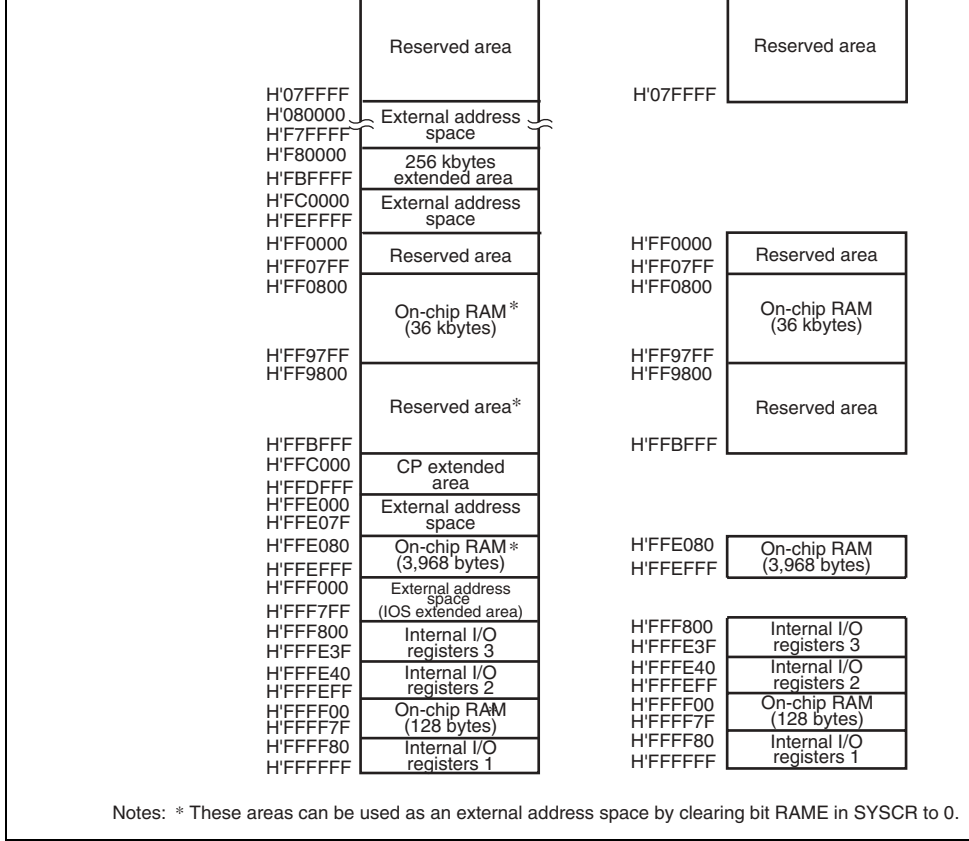 Reserved area
H'07FFFF
H'080000
External address
space
H'F7FFFF
H'F80000
256 kbytes
extended area
H'FBFFFF
H'FC0000
External address
space
H'FEFFFF
H'FF0000
Reserved area
H'FF07FF
H'FF0800
On-chip RAM*
(36 kbytes)
H'FF97FF
H'FF9800
Reserved area*
H'FFBFFF
H'FFC000
CP extended
area
H'FFDFFF
H'FFE000
External address
space
H'FFE07F
H'FFE080
On-chip RAM*
(3,968 bytes)
H'FFEFFF
H'FFF000
External address
space
(IOS extended area)
H'FFF7FF
H'FFF800
Internal I/O
registers 3
H'FFFE3F
H'FFFE40
Internal I/O
registers 2
H'FFFEFF
H'FFFF00
On-chip RAM*
(128 bytes)
H'FFFF7F
H'FFFF80
Internal I/O
registers 1
H'FFFFFF
Reserved area
H'07FFFF
H'FF0000
Reserved area
H'FF07FF
H'FF0800
On-chip RAM
(36 kbytes)
H'FF97FF
H'FF9800
Reserved area
H'FFBFFF
H'FFE080
On-chip RAM
(3,968 bytes)
H'FFEFFF
H'FFF800
Internal I/O
registers 3
H'FFFE3F
H'FFFE40
Internal I/O
registers 2
H'FFFEFF
H'FFFF00
On-chip RAM
(128 bytes)
H'FFFF7F
H'FFFF80
Internal I/O
registers 1
H'FFFFFF
Notes: * These areas can be used as an external address space by clearing bit RAME in SYSCR to 0.